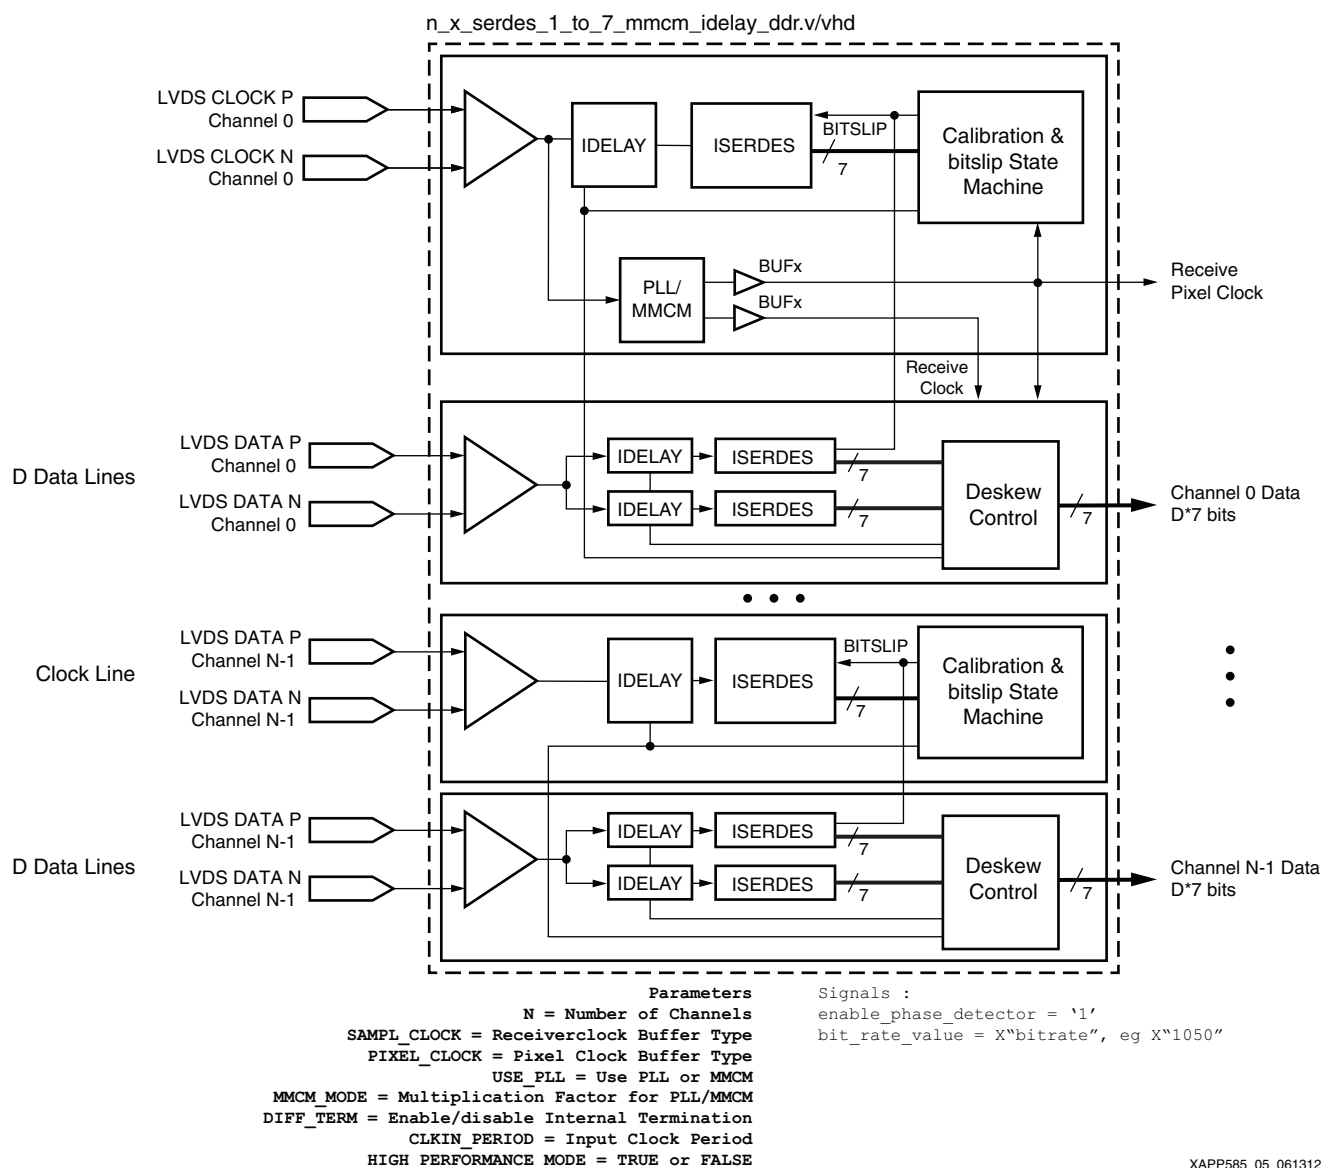 n_x_serdes_1_to_7_mmcm_idelay_ddr.v/vhd
LVDS CLOCK P
Channel 0
LVDS CLOCK N
Channel 0
IDELAY
ISERDES
BITSLIP
7
Calibration &
bitslip State
Machine
PLL/
MMCM
BUFx
BUFx
Receive
Pixel Clock
Receive
Clock
D Data Lines
LVDS DATA P
Channel 0
LVDS DATA N
Channel 0
IDELAY
ISERDES
7
IDELAY
ISERDES
7
Deskew
Control
7
Channel 0 Data
D*7 bits
Clock Line
LVDS DATA P
Channel N-1
LVDS DATA N
Channel N-1
IDELAY
ISERDES
BITSLIP
7
Calibration &
bitslip State
Machine
D Data Lines
LVDS DATA P
Channel N-1
LVDS DATA N
Channel N-1
IDELAY
ISERDES
7
IDELAY
ISERDES
7
Deskew
Control
7
Channel N-1 Data
D*7 bits
Parameters
N = Number of Channels
SAMPL_CLOCK = Receiverclock Buffer Type
PIXEL_CLOCK = Pixel Clock Buffer Type
USE_PLL = Use PLL or MMCM
MMCM_MODE = Multiplication Factor for PLL/MMCM
DIFF_TERM = Enable/disable Internal Termination
CLKIN_PERIOD = Input Clock Period
HIGH PERFORMANCE MODE = TRUE or FALSE
Signals :
enable_phase_detector = ‘1’
bit_rate_value = X“bitrate”, eg X“1050”
XAPP585_05_061312